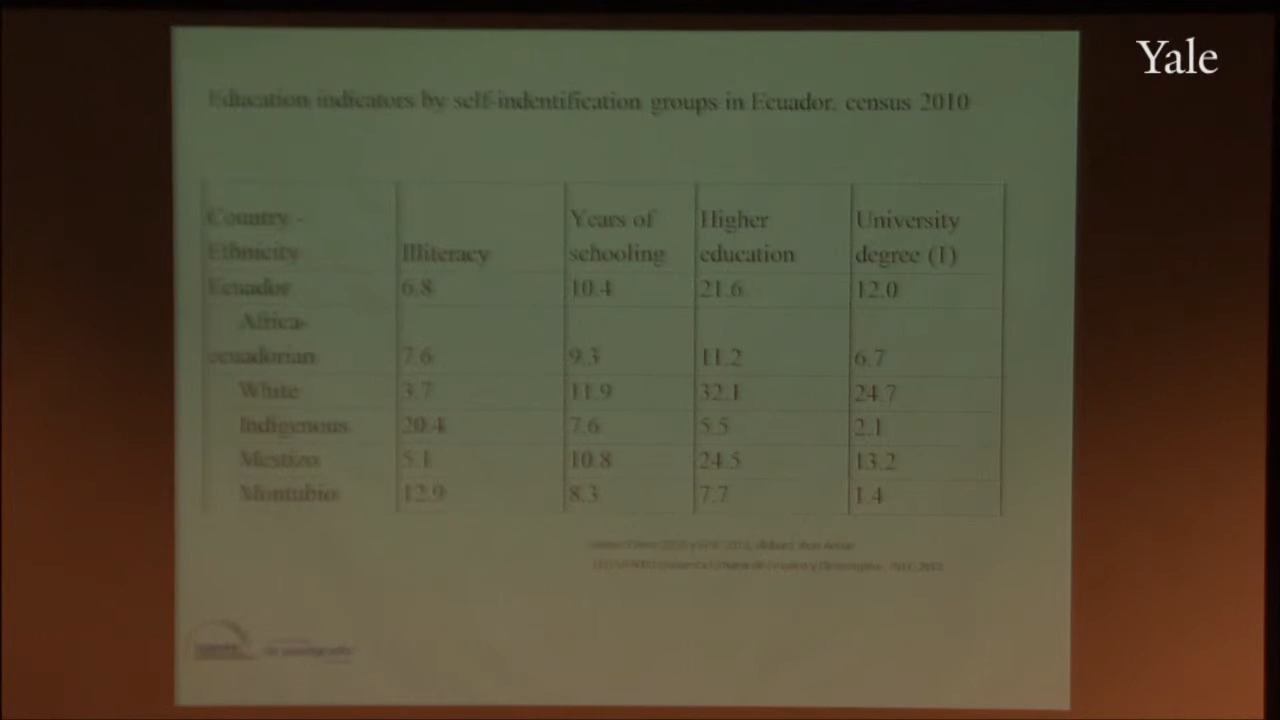 Yale
Education indicators by self-indentification groups in Ecuador, census 2010
Country - Ethnicity Illiteracy Years of schooling Higher education University degree (1)
Ecuador 6.8 10.4 21.6 12.0
Africa-ecuadorian 7.6 9.3 11.2 6.7
White 3.7 11.9 32.1 24.7
Indigenous 20.4 7.6 5.5 2.1
Mestizo 5.1 10.8 24.5 13.2
Montubio 12.9 8.3 7.7 1.4